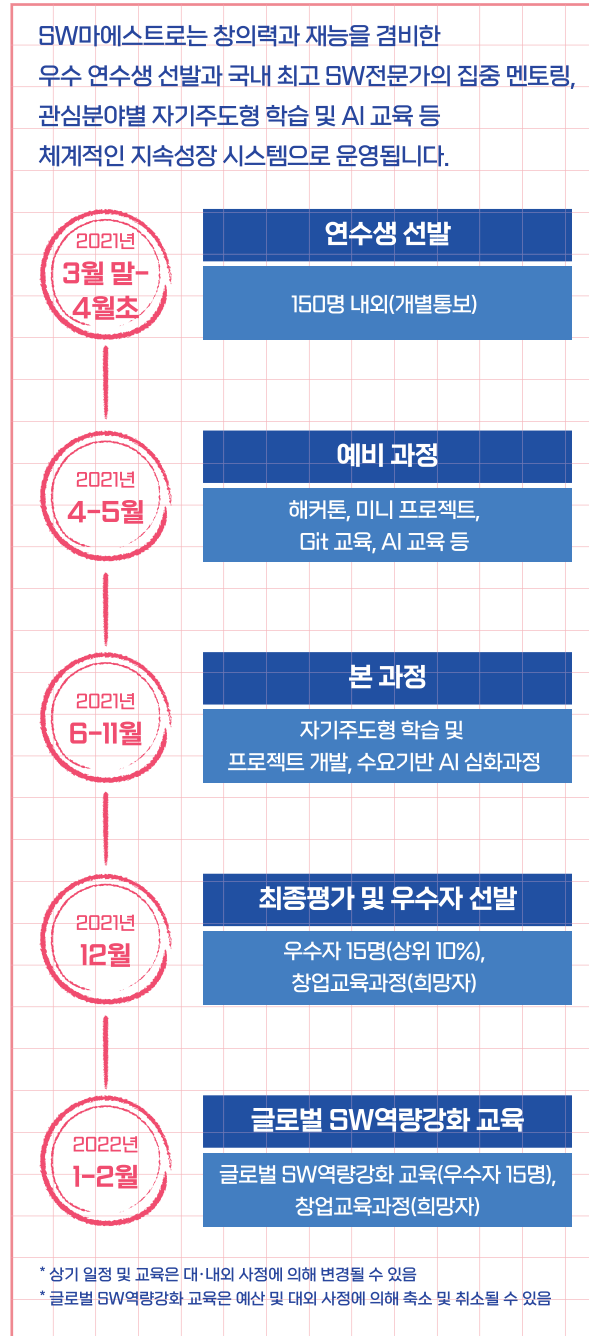 SW마에스트로는 창의력과 재능을 겸비한
우수 연수생 선발과 국내 최고 SW전문가의 집중 멘토링,
관심분야별 자기주도형 학습 및 AI 교육 등
체계적인 지속성장 시스템으로 운영됩니다.
2021년
3월 말-
4월초
연수생 선발
150명 내외(개별통보)
2021년
4-5월
예비 과정
해커톤, 미니 프로젝트,
Git 교육, AI 교육 등
2021년
6-11월
본 과정
자기주도형 학습 및
프로젝트 개발, 수요기반 AI 심화과정
2021년
12월
최종평가 및 우수자 선발
우수자 15명(상위 10%),
창업교육과정(희망자)
2022년
1-2월
글로벌 SW역량강화 교육
글로벌 SW역량강화 교육(우수자 15명),
창업교육과정(희망자)
* 상기 일정 및 교육은 대·내외 사정에 의해 변경될 수 있음
* 글로벌 SW역량강화 교육은 예산 및 대외 사정에 의해 축소 및 취소될 수 있음